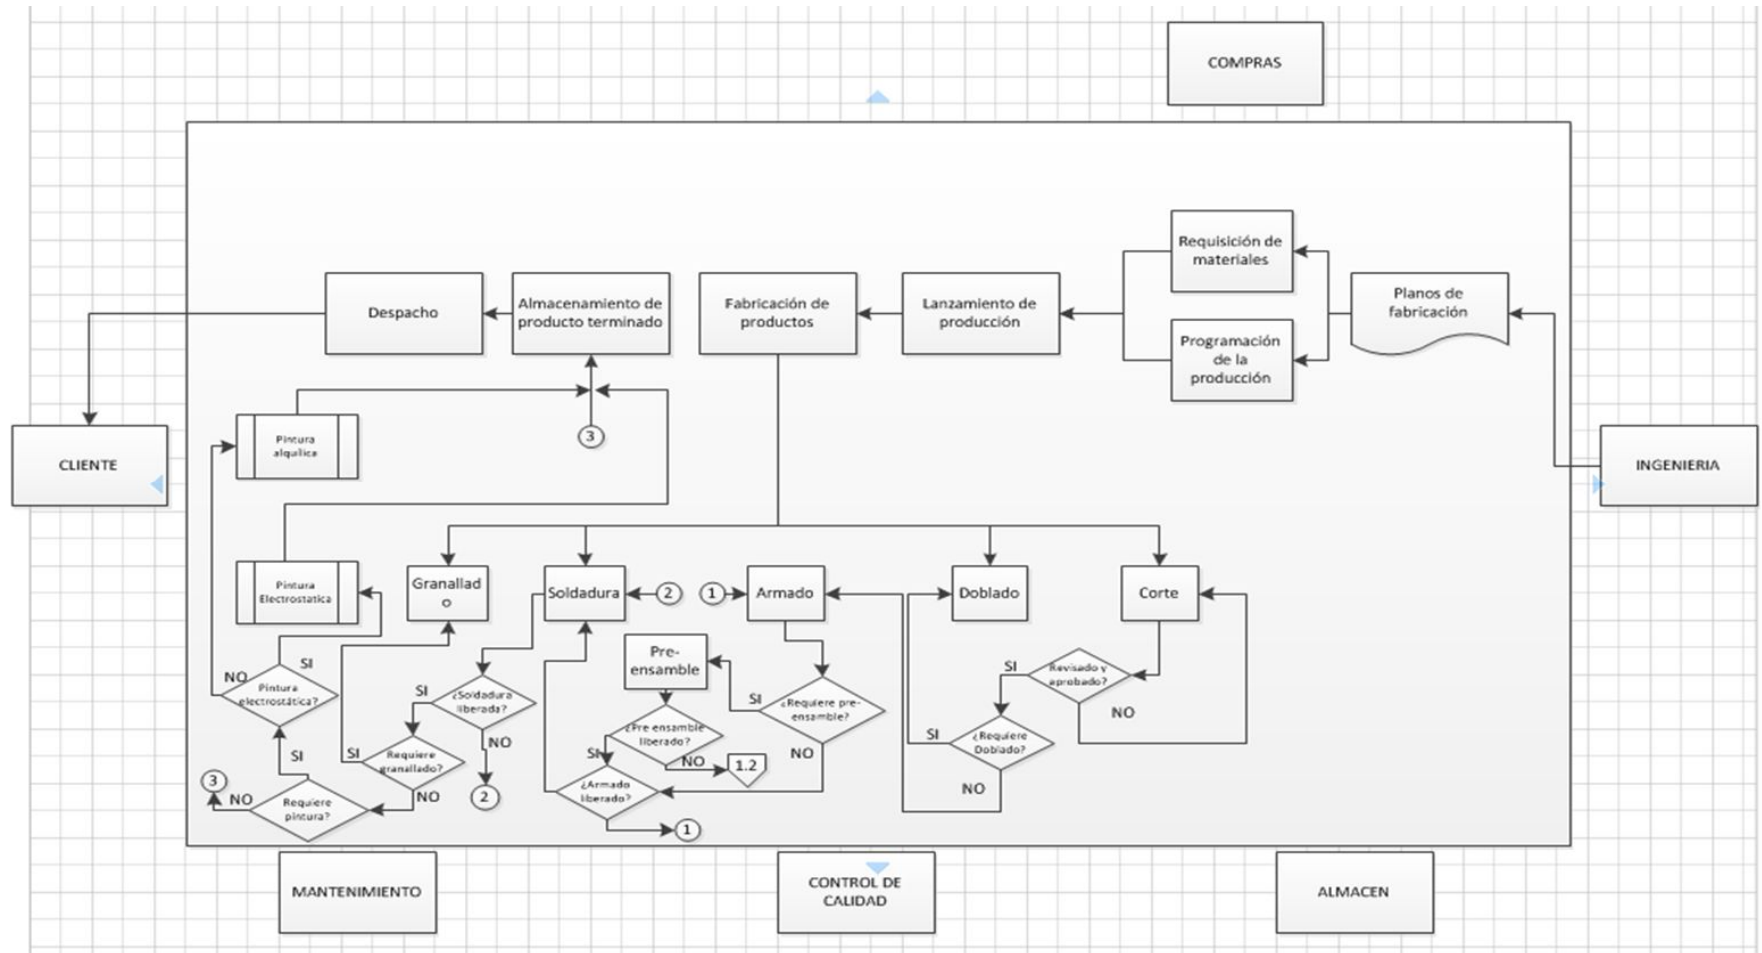 COMPRAS
Requisición de
materiales
Planos de
fabricación
Despacho
Almacenamiento de
producto terminado
Fabricación de
productos
Lanzamiento de
producción
Programación
de la
producción
CLIENTE
Pintura
alquílica
3
INGENIERIA
Pintura
Electrostatica
Granallad
o
Soldadura
2
1
Armado
Doblado
Corte
Pre-
ensamble
SI
NO
Pintura
electrostática?
SI
¿Soldadura
liberada?
SI
¿Requiere pre-
ensamble?
SI
Revisado y
aprobado?
NO
SI
¿Pre ensamble
liberado?
SI
NO
1.2
NO
SI
¿Requiere
Doblado?
NO
SI
Requiere
granallado?
NO
NO
2
¿Armado
liberado?
1
SI
3
NO
Requiere
pintura?
MANTENIMIENTO
CONTROL DE
CALIDAD
ALMACEN